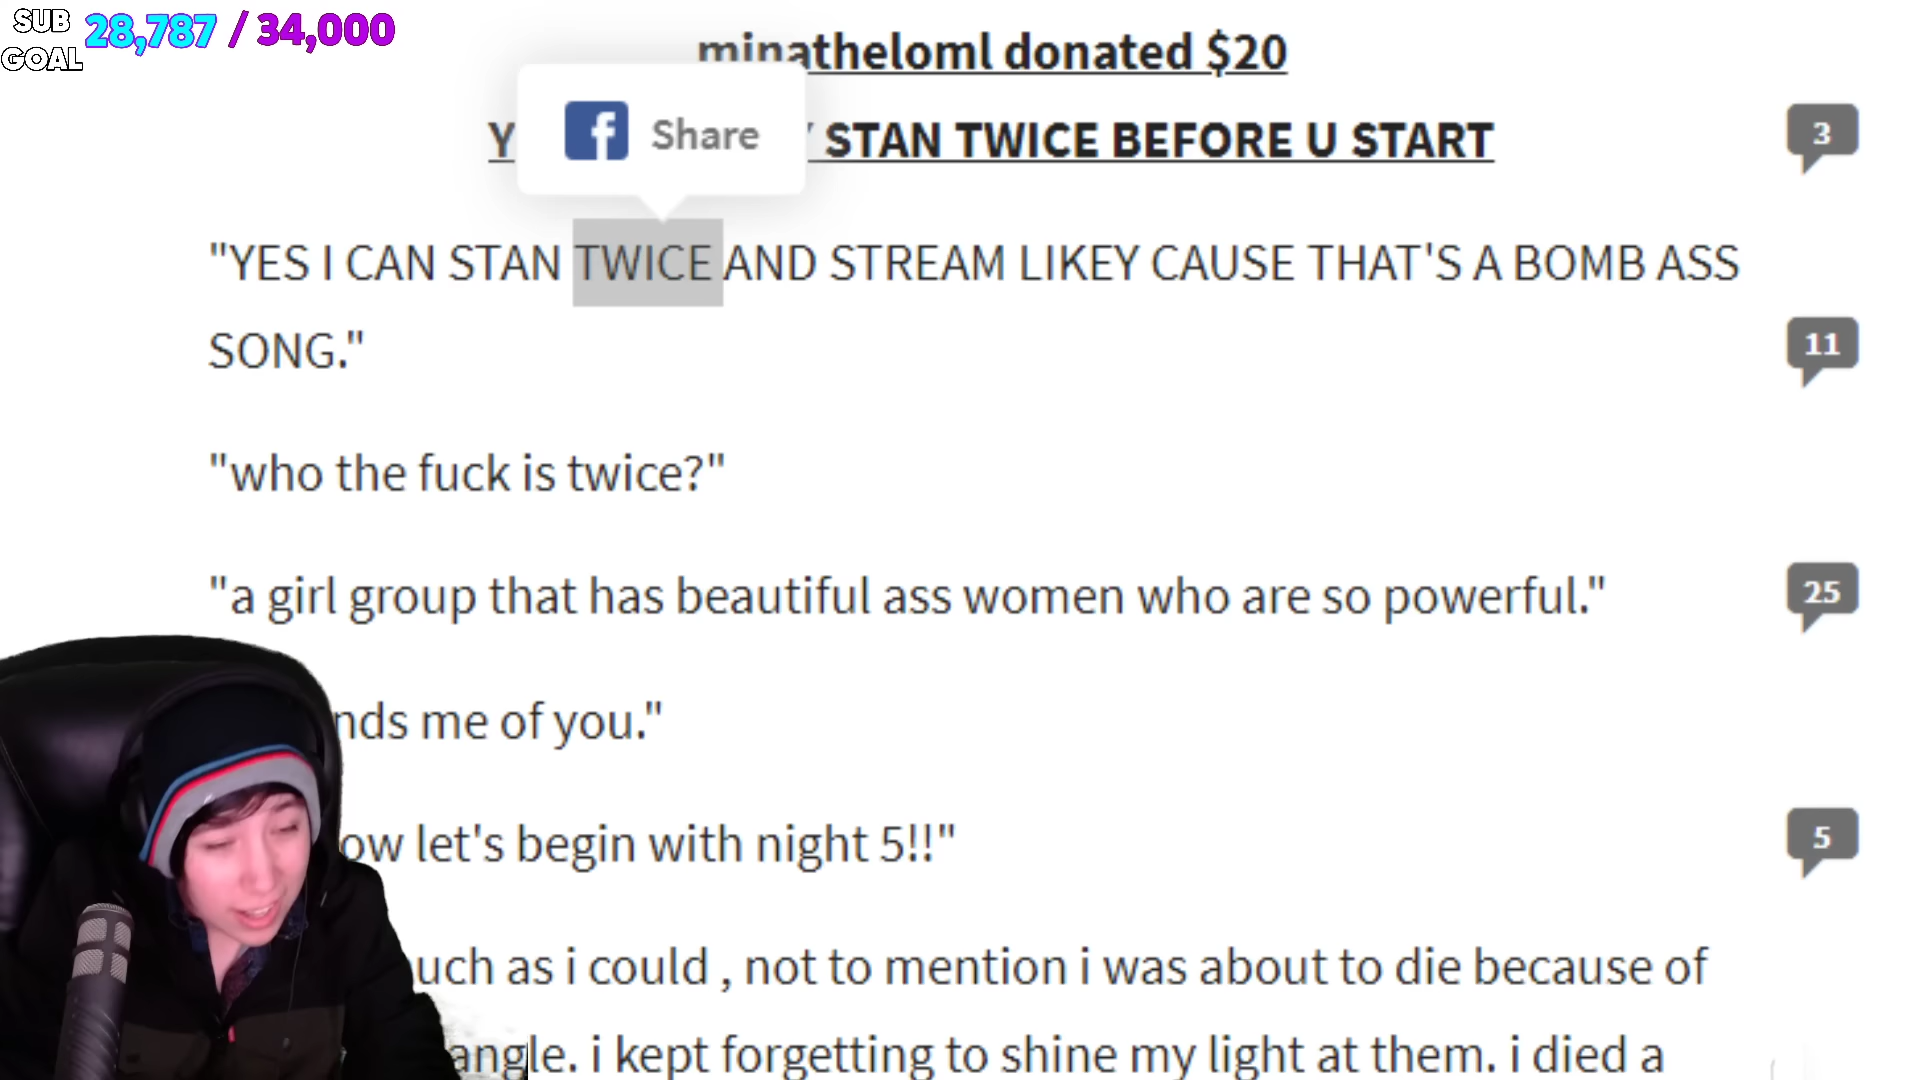 SUB
GOAL 28,787 / 34,000
minatheloml donated $20
Share
STAN TWICE BEFORE U START
3
"YES I CAN STAN TWICE AND STREAM LIKEY CAUSE THAT'S A BOMB ASS
SONG."
11
"who the fuck is twice?"
"a girl group that has beautiful ass women who are so powerful."
25
nds me of you."
ow let's begin with night 5!!"
5
uch as i could , not to mention i was about to die because of
angle. i kept forgetting to shine my light at them. i died a